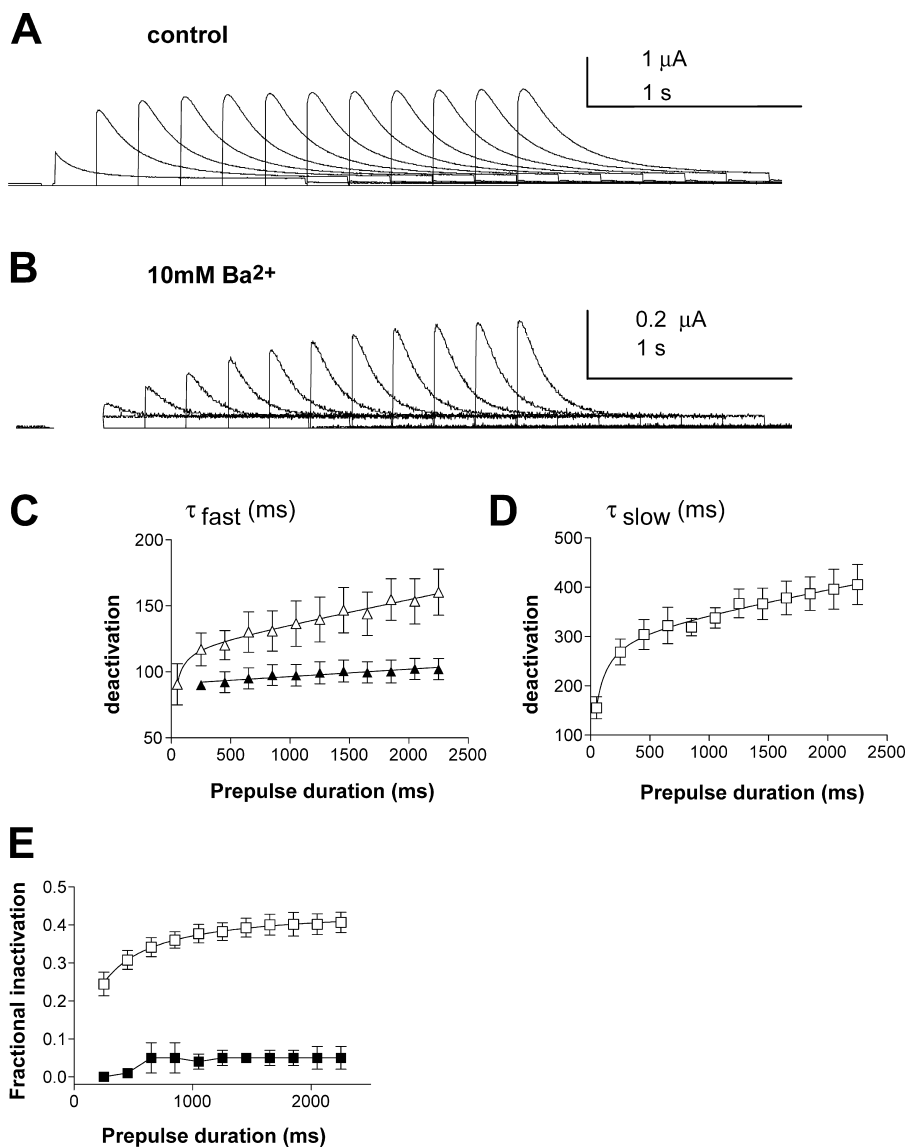 A
control
1 μA
1 s
B
10mM Ba2+
0.2 μA
1 s
C
τ fast (ms)
200
150
100
50
deactivation
0 500 1000 1500 2000 2500
Prepulse duration (ms)
D
τ slow (ms)
500
400
300
200
100
deactivation
0 500 1000 1500 2000 2500
Prepulse duration (ms)
E
0.5
0.4
0.3
0.2
0.1
0.0
Fractional inactivation
0 1000 2000
Prepulse duration (ms)